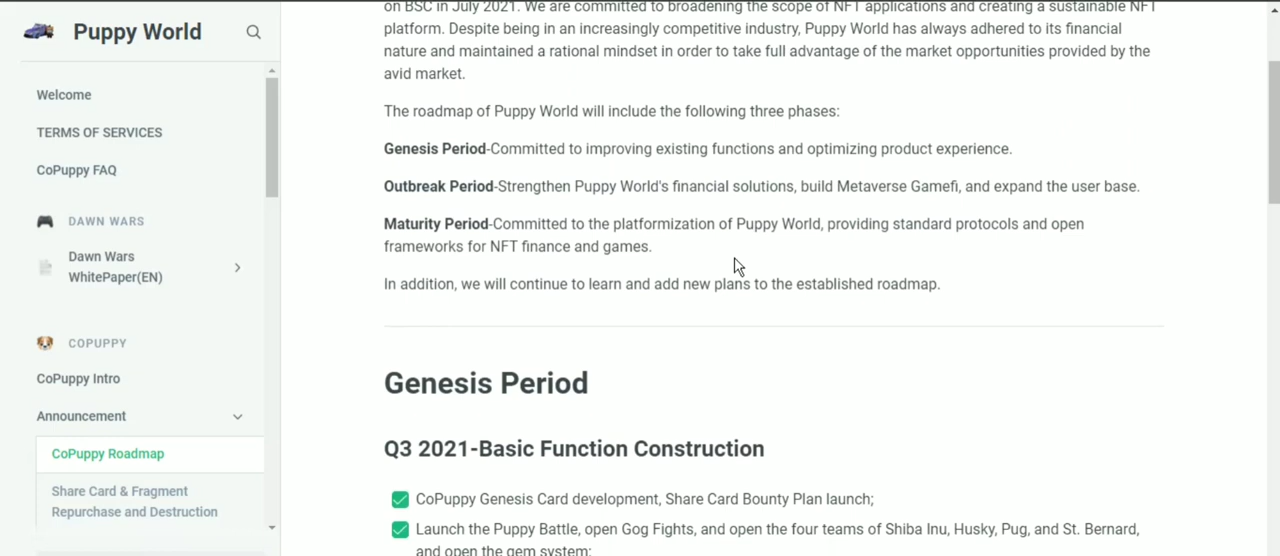 Puppy World
Welcome
TERMS OF SERVICES
CoPuppy FAQ
DAWN WARS
Dawn Wars
WhitePaper(EN)
COPUPPY
CoPuppy Intro
Announcement
CoPuppy Roadmap
Share Card & Fragment
Repurchase and Destruction
on BSC in July 2021. We are committed to broadening the scope of NFT applications and creating a sustainable NFT
platform. Despite being in an increasingly competitive industry, Puppy World has always adhered to its financial
nature and maintained a rational mindset in order to take full advantage of the market opportunities provided by the
avid market.
The roadmap of Puppy World will include the following three phases:
Genesis Period-Committed to improving existing functions and optimizing product experience.
Outbreak Period-Strengthen Puppy World's financial solutions, build Metaverse Gamefi, and expand the user base.
Maturity Period-Committed to the platformization of Puppy World, providing standard protocols and open
frameworks for NFT finance and games.
In addition, we will continue to learn and add new plans to the established roadmap.
Genesis Period
Q3 2021-Basic Function Construction
CoPuppy Genesis Card development, Share Card Bounty Plan launch;
Launch the Puppy Battle, open Gog Fights, and open the four teams of Shiba Inu, Husky, Pug, and St. Bernard,
and open the gem system;